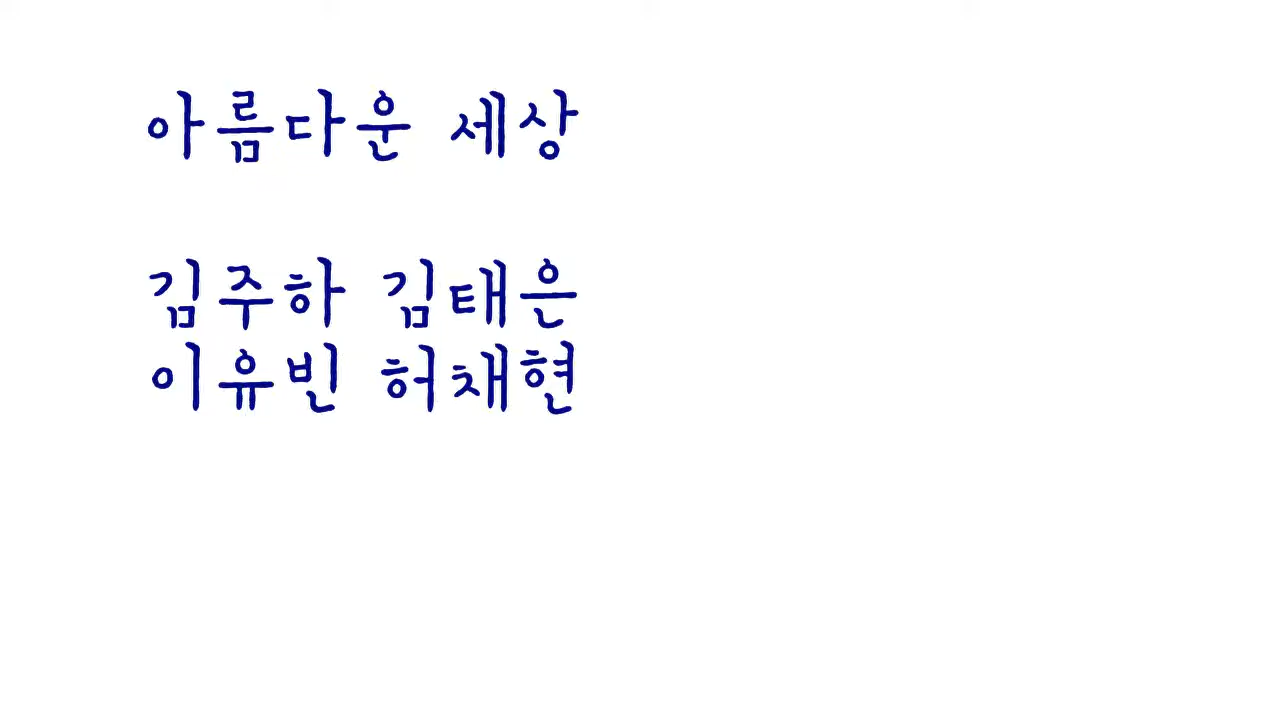 아름다운 세상
김주하 김태은
이유빈 허채현